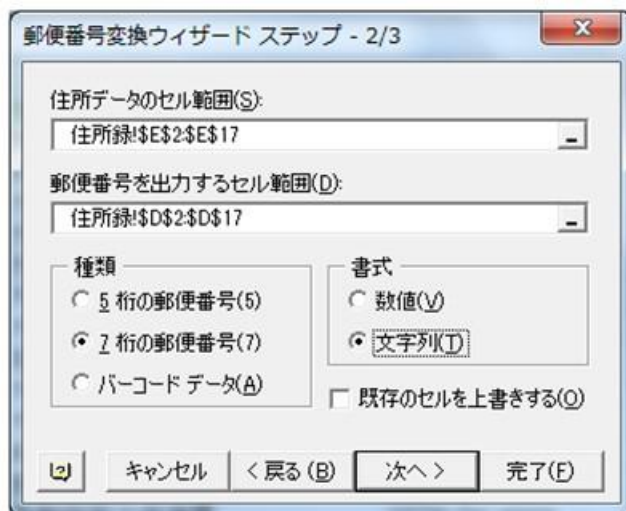 郵便番号変換ウィザード ステップ - 2/3
住所データのセル範囲(S):
住所録!$E$2:$E$17
郵便番号を出力するセル範囲(D):
住所録!$D$2:$D$17
種類
5 桁の郵便番号(5)
7 桁の郵便番号(7)
バーコード データ(A)
書式
数値(V)
文字列(T)
既存のセルを上書きする(O)
キャンセル
< 戻る (B)
次へ >
完了(F)